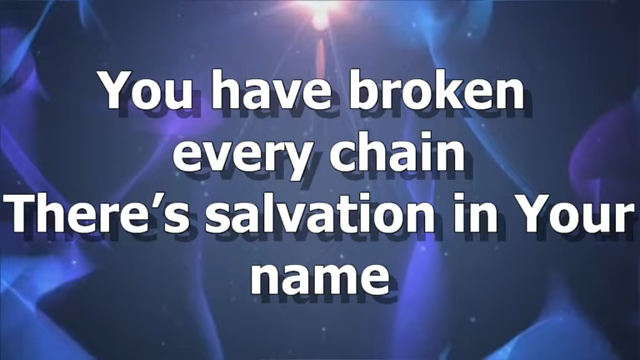 You have broken
every chain
There’s salvation in Your
name